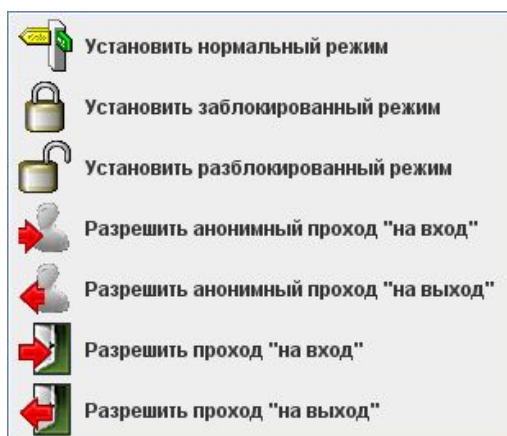 Установить нормальный режим
Установить заблокированный режим
Установить разблокированный режим
Разрешить анонимный проход "на вход"
Разрешить анонимный проход "на выход"
Разрешить проход "на вход"
Разрешить проход "на выход"